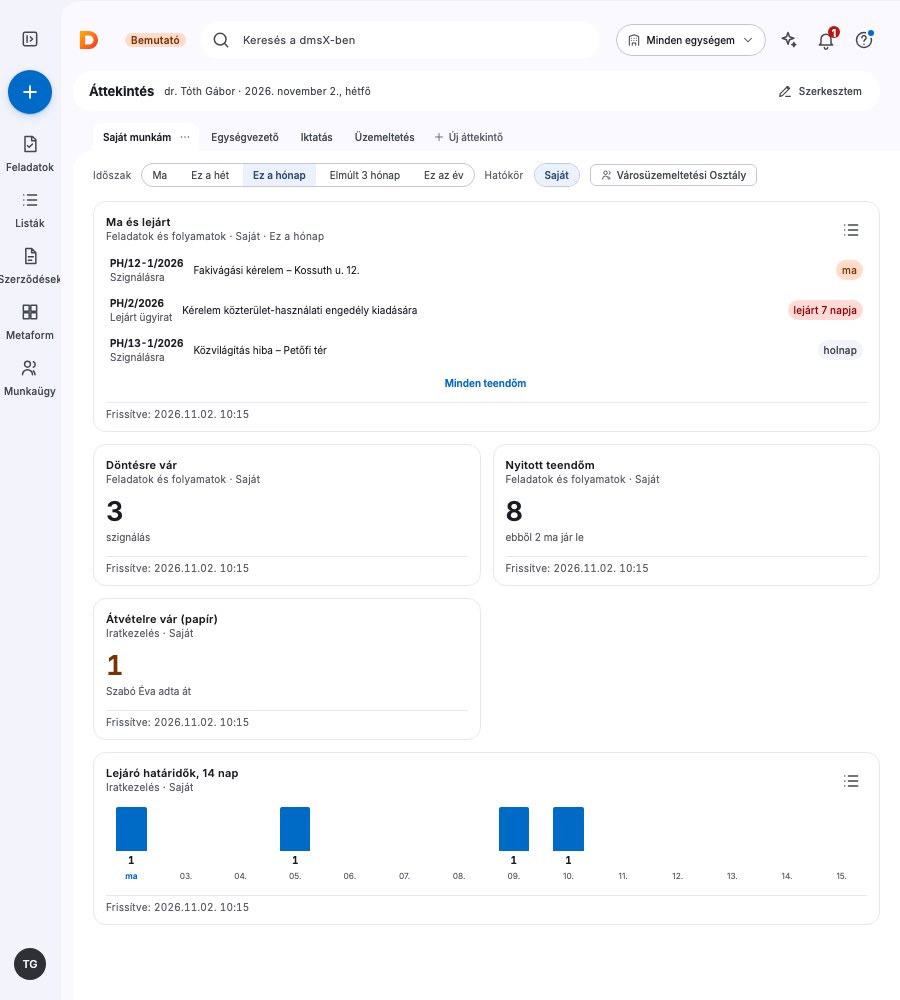 Bemutató
Keresés a dmsX-ben
Minden egységem
1
Áttekintés dr. Tóth Gábor · 2026. november 2., hétfő
Szerkesztem
Saját munkám ··· Egységvezető Iktatás Üzemeltetés + Új áttekintő
Időszak Ma Ez a hét Ez a hónap Elmúlt 3 hónap Ez az év Hatókör Saját Városüzemeltetési Osztály
Feladatok
Listák
Szerződések
Metaform
Munkaügy
TG
Ma és lejárt
Feladatok és folyamatok · Saját · Ez a hónap
PH/12-1/2026
Szignálásra
Fakivágási kérelem – Kossuth u. 12.
ma
PH/2/2026
Lejárt ügyirat
Kérelem közterület-használati engedély kiadására
lejárt 7 napja
PH/13-1/2026
Szignálásra
Közvilágítás hiba – Petőfi tér
holnap
Minden teendőm
Frissítve: 2026.11.02. 10:15
Döntésre vár
Feladatok és folyamatok · Saját
3
szignálás
Frissítve: 2026.11.02. 10:15
Nyitott teendőm
Feladatok és folyamatok · Saját
8
ebből 2 ma jár le
Frissítve: 2026.11.02. 10:15
Átvételre vár (papír)
Iratkezelés · Saját
1
Szabó Éva adta át
Frissítve: 2026.11.02. 10:15
Lejáró határidők, 14 nap
Iratkezelés · Saját
1 1 1 1
ma 03. 04. 05. 06. 07. 08. 09. 10. 11. 12. 13. 14. 15.
Frissítve: 2026.11.02. 10:15